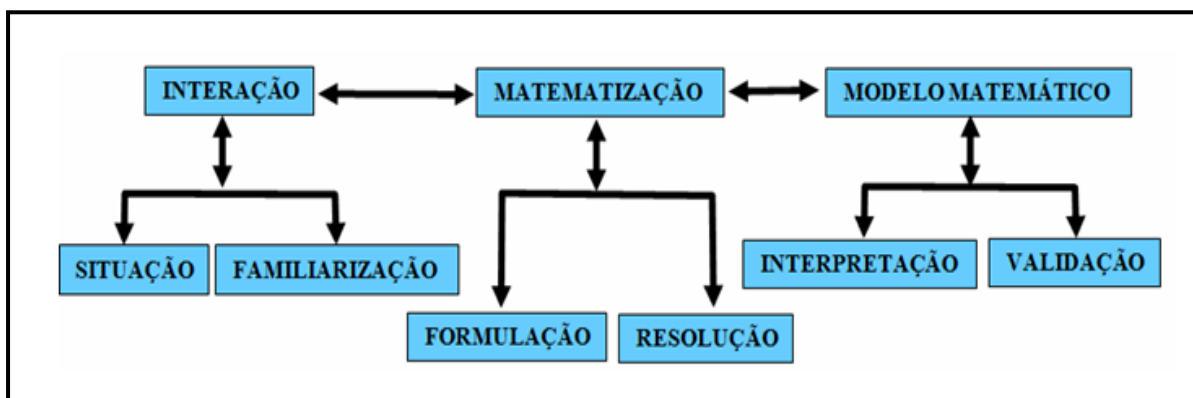 INTERAÇÃO
MATEMATIZAÇÃO
MODELO MATEMÁTICO
SITUAÇÃO
FAMILIARIZAÇÃO
INTERPRETAÇÃO
VALIDAÇÃO
FORMULAÇÃO
RESOLUÇÃO